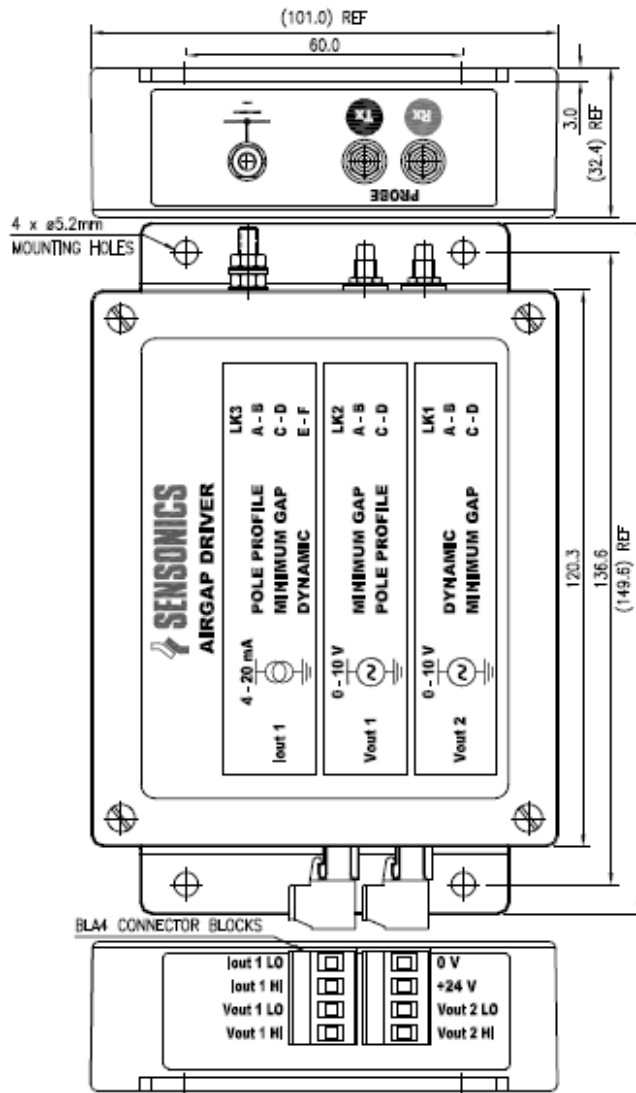 (101.0) REF
60.0
3.0
(32.4) REF
Tx
Rx
PROBE
4 x ø5.2mm
MOUNTING HOLES
SENSONICS
AIRGAP DRIVER
4 - 20 mA
Iout 1
POLE PROFILE
MINIMUM GAP
DYNAMIC
LK3
A - B
C - D
E - F
0 - 10 V
Vout 1
MINIMUM GAP
POLE PROFILE
LK2
A - B
C - D
0 - 10 V
Vout 2
DYNAMIC
MINIMUM GAP
LK1
A - B
C - D
120.3
136.6
(149.6) REF
BLA4 CONNECTOR BLOCKS
Iout 1 LO
Iout 1 HI
Vout 1 LO
Vout 1 HI
0 V
+24 V
Vout 2 LO
Vout 2 HI